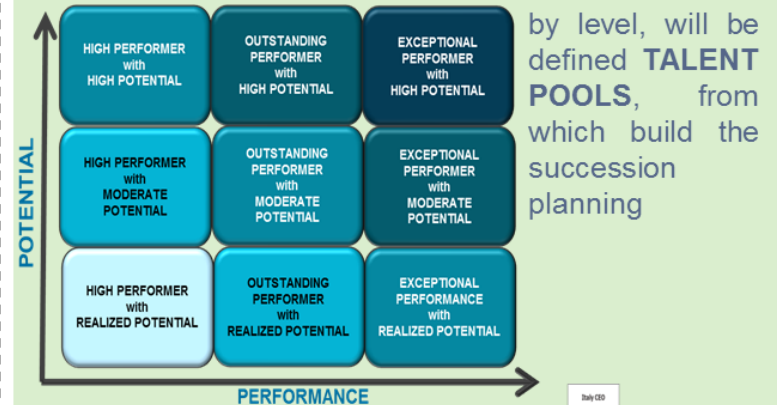 HIGH PERFORMER
with
HIGH POTENTIAL
OUTSTANDING
PERFORMER
with
HIGH POTENTIAL
EXCEPTIONAL
PERFORMER
with
HIGH POTENTIAL
HIGH PERFORMER
with
MODERATE
POTENTIAL
OUTSTANDING
PERFORMER
with
MODERATE
POTENTIAL
EXCEPTIONAL
PERFORMER
with
MODERATE
POTENTIAL
HIGH PERFORMER
with
REALIZED POTENTIAL
OUTSTANDING
PERFORMER
with
REALIZED POTENTIAL
EXCEPTIONAL
PERFORMANCE
with
REALIZED POTENTIAL
POTENTIAL
PERFORMANCE
by level, will be
defined TALENT
POOLS, from
which build the
succession
planning
Italy CEO